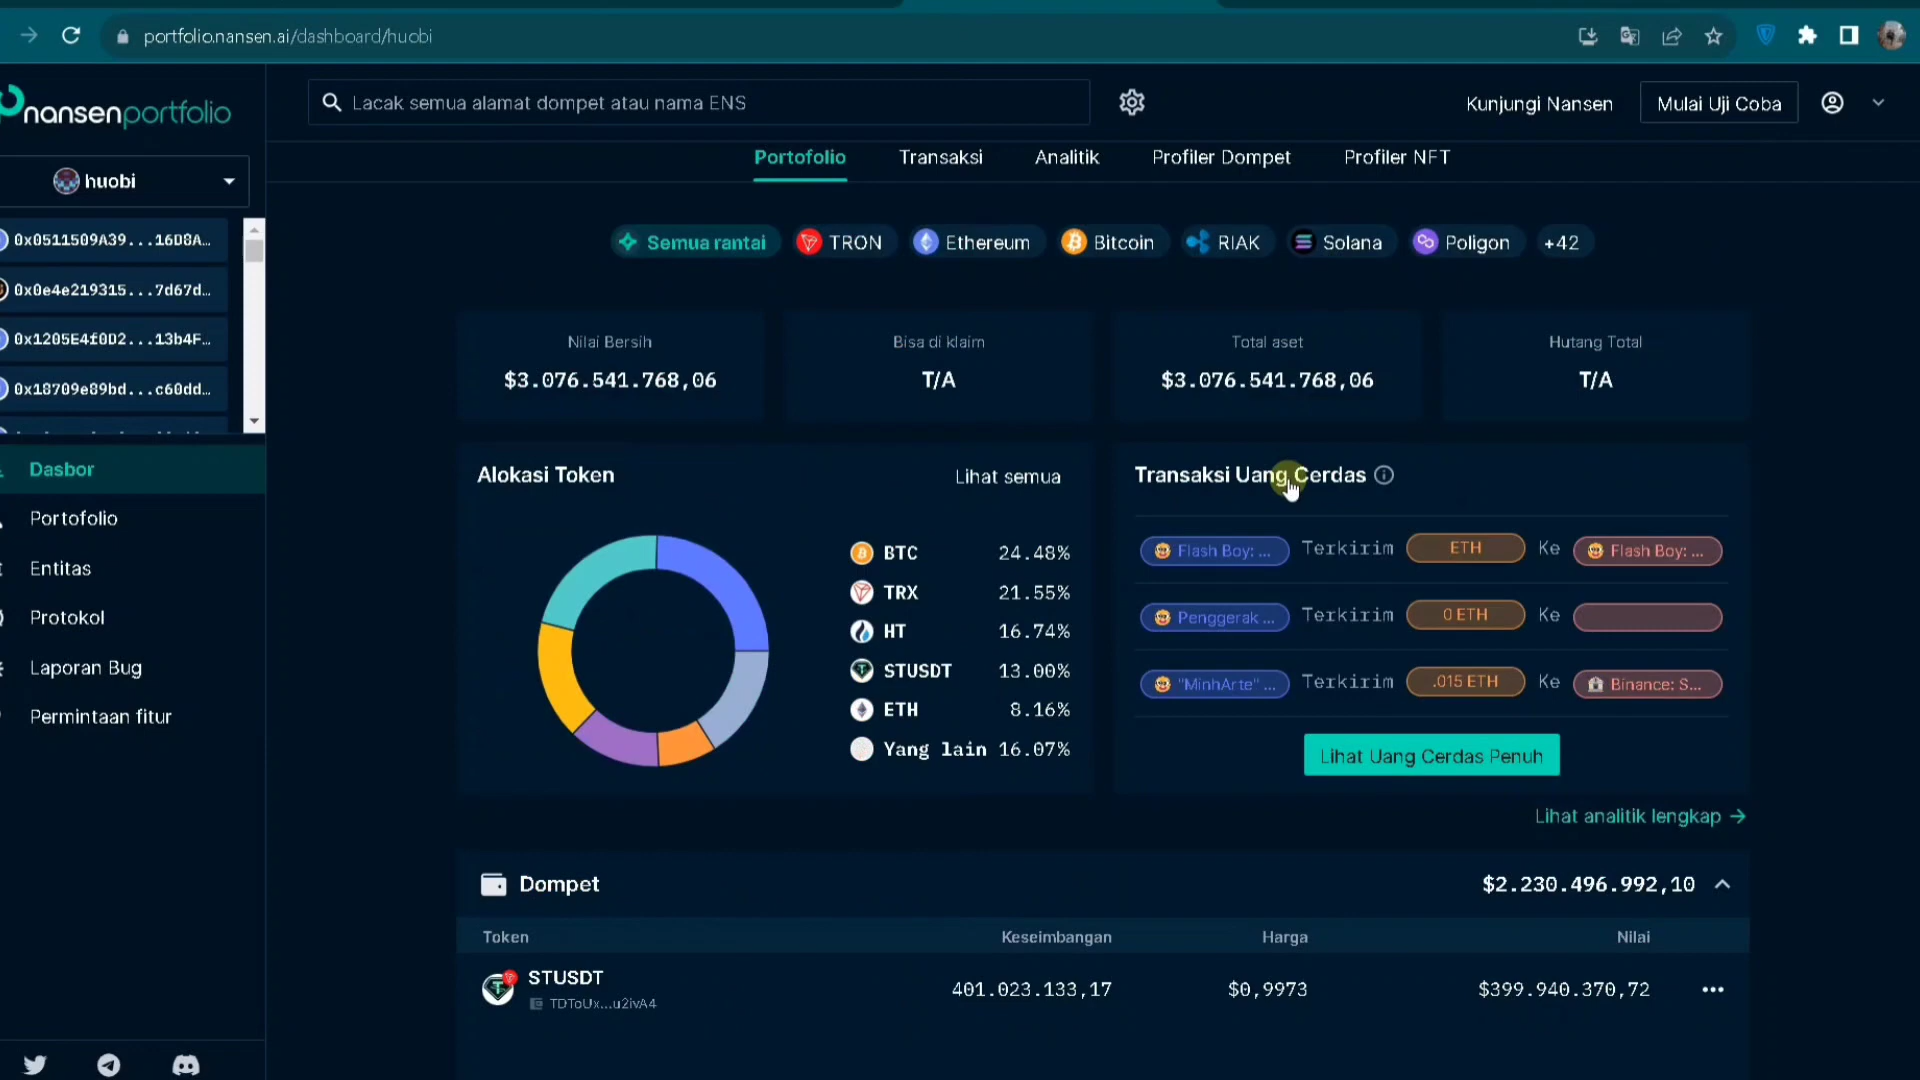 portfolio.nansen.ai/dashboard/huobi
nansenportfolio
Lacak semua alamat dompet atau nama ENS
Kunjungi Nansen
Mulai Uji Coba
huobi
Portofolio
Transaksi
Analitik
Profiler Dompet
Profiler NFT
0x0511509A39...16D8A...
0x0e4e219315...7d67d...
0x1205E4f0D2...13b4F...
0x18709e89bd...c60dd...
Semua rantai
TRON
Ethereum
Bitcoin
RIAK
Solana
Poligon
+42
Nilai Bersih
$3.076.541.768,06
Bisa di klaim
T/A
Total aset
$3.076.541.768,06
Hutang Total
T/A
Dasbor
Portofolio
Entitas
Protokol
Laporan Bug
Permintaan fitur
Alokasi Token
Lihat semua
BTC 24.48%
TRX 21.55%
HT 16.74%
STUSDT 13.00%
ETH 8.16%
Yang lain 16.07%
Transaksi Uang Cerdas
Flash Boy: ... Terkirim ETH Ke Flash Boy: ...
Penggerak ... Terkirim 0 ETH Ke
"MinhArte" ... Terkirim .015 ETH Ke Binance: S...
Lihat Uang Cerdas Penuh
Lihat analitik lengkap
Dompet
$2.230.496.992,10
Token Keseimbangan Harga Nilai
STUSDT 401.023.133,17 $0,9973 $399.940.370,72
TDToUx...u2ivA4